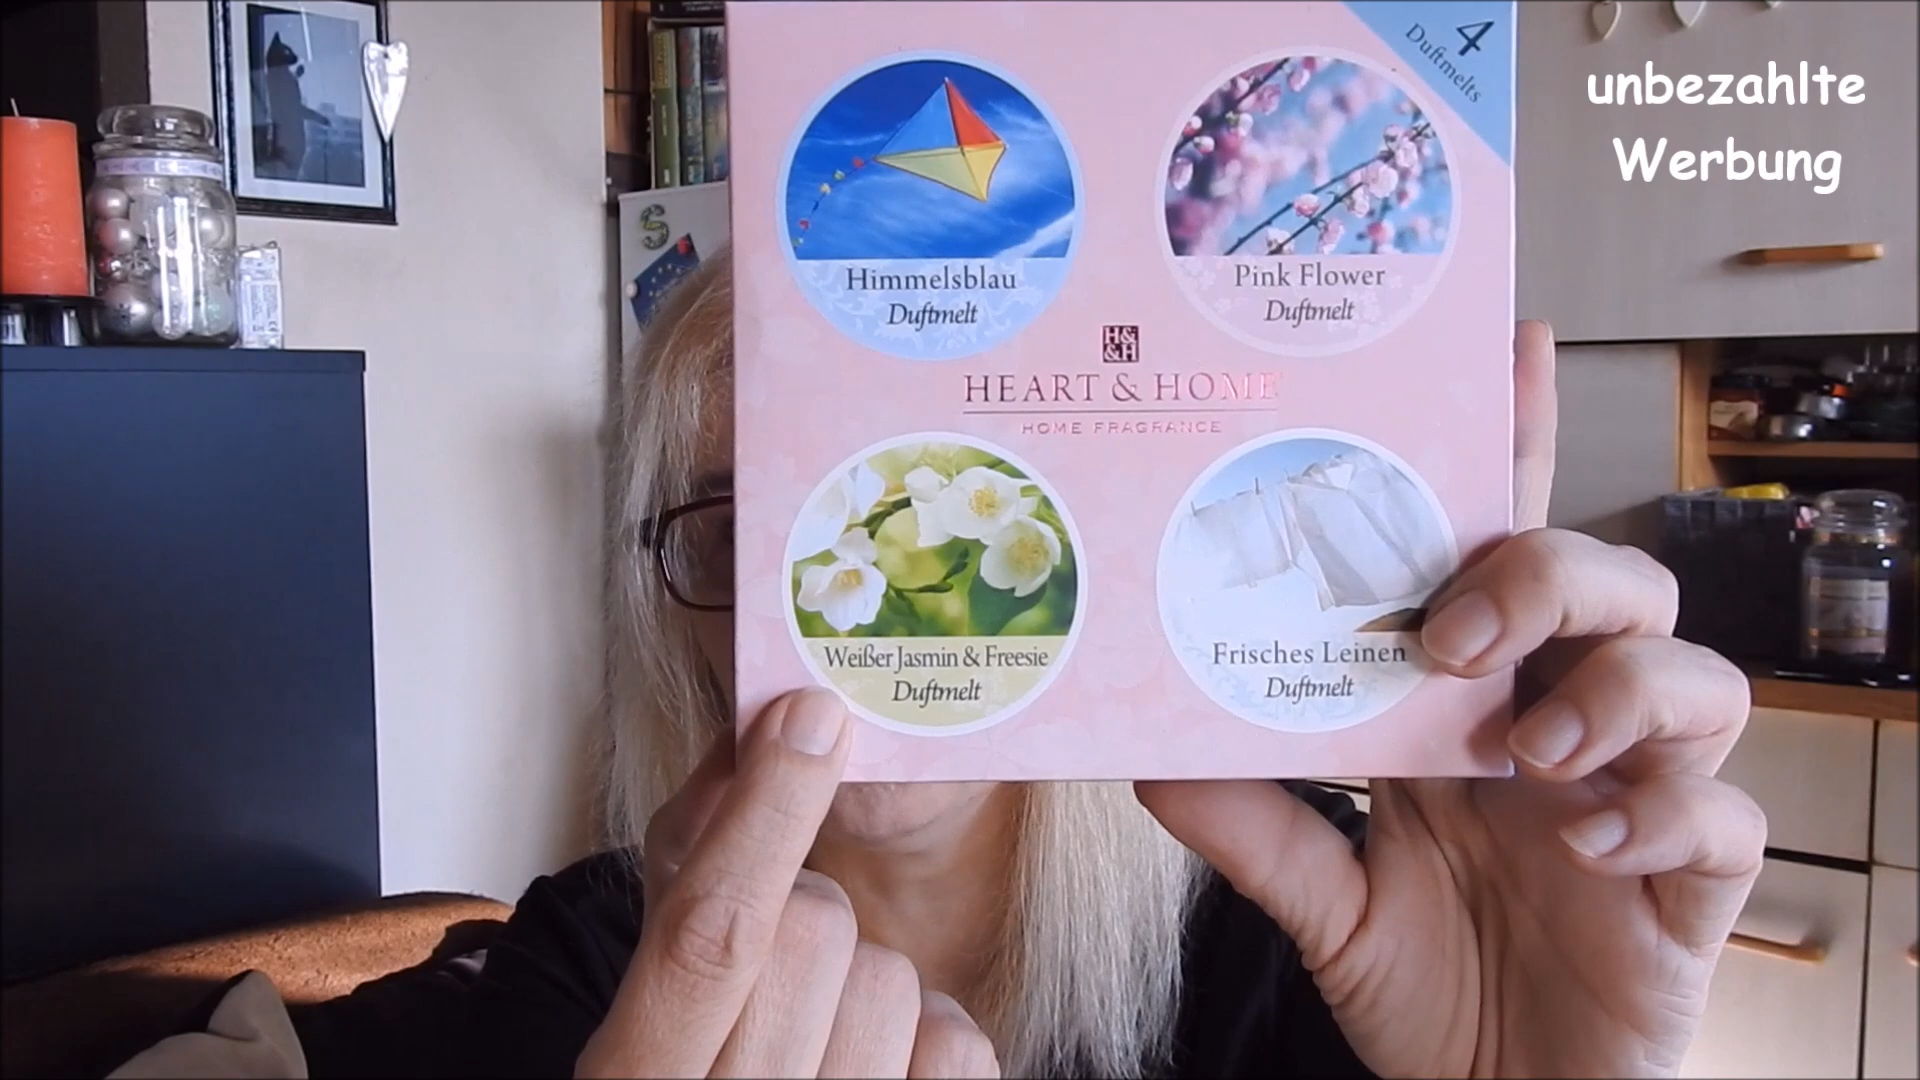 4
Duftmelts
unbezahlte
Werbung
Himmelsblau
Duftmelt
Pink Flower
Duftmelt
H&
&H
HEART & HOME
HOME FRAGRANCE
Weißer Jasmin & Freesie
Duftmelt
Frisches Leinen
Duftmelt
S